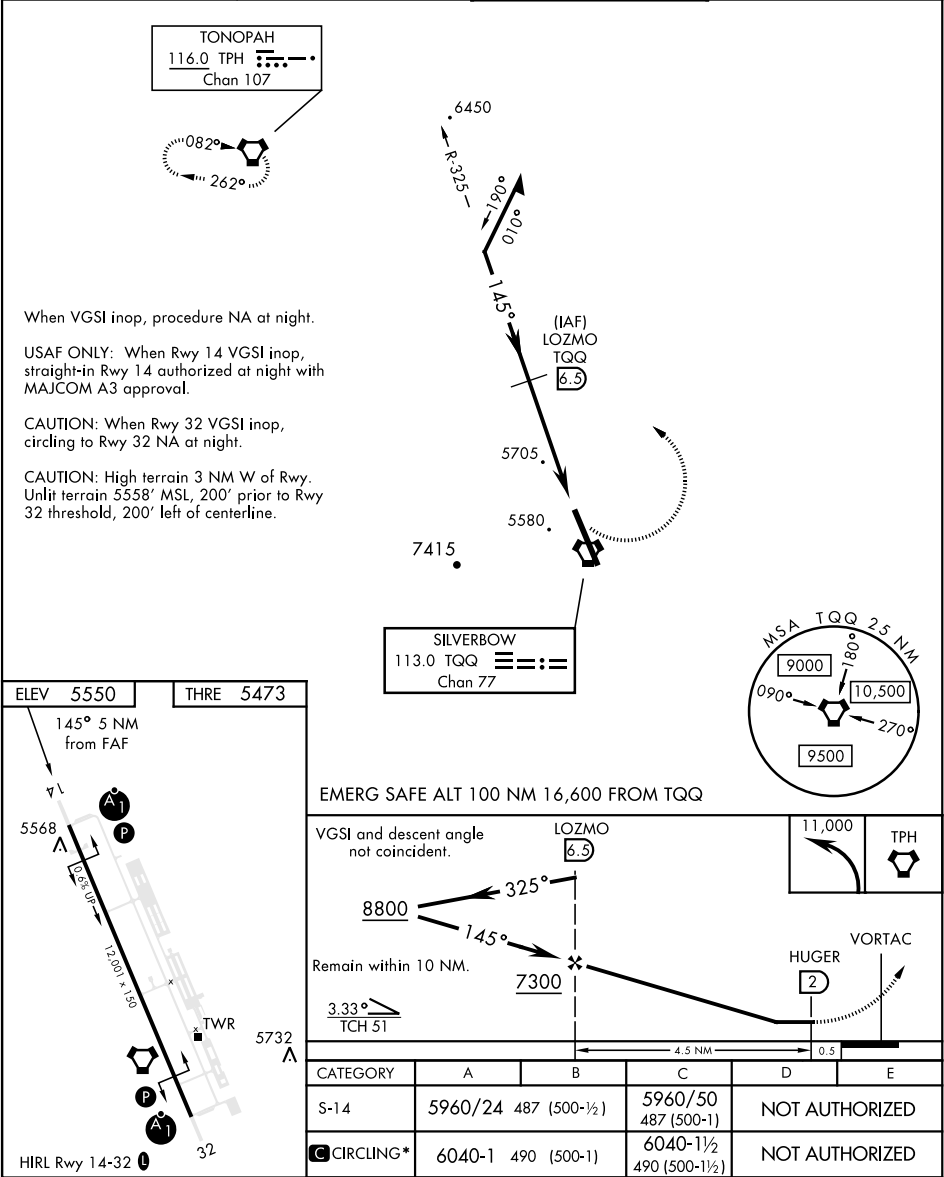 TONOPAH
116.0 TPH
Chan 107
082°
262°
6450
R-325
190°
010°
145°
(IAF)
LOZMO
TQQ
6.5
When VGSI inop, procedure NA at night.
USAF ONLY: When Rwy 14 VGSI inop,
straight-in Rwy 14 authorized at night with
MAJCOM A3 approval.
CAUTION: When Rwy 32 VGSI inop,
circling to Rwy 32 NA at night.
CAUTION: High terrain 3 NM W of Rwy.
Unlit terrain 5558' MSL, 200' prior to Rwy
32 threshold, 200' left of centerline.
5705
5580
7415
SILVERBOW
113.0 TQQ
Chan 77
MSA TQQ 25 NM
180°
9000
090°
10,500
270°
9500
ELEV 5550
THRE 5473
145° 5 NM
from FAF
14
A1
P
5568
0.6% UP
12,001 x 150
x
x
TWR
5732
P
A1
32
HIRL Rwy 14-32 L
EMERG SAFE ALT 100 NM 16,600 FROM TQQ
VGSI and descent angle
not coincident.
LOZMO
6.5
11,000
TPH
325°
8800
145°
Remain within 10 NM.
7300
HUGER
2
VORTAC
3.33°
TCH 51
4.5 NM
0.5
CATEGORY A B C D E
S-14 5960/24 487 (500-½) 5960/50 487 (500-1) NOT AUTHORIZED
C CIRCLING* 6040-1 490 (500-1) 6040-1½ 490 (500-1½) NOT AUTHORIZED